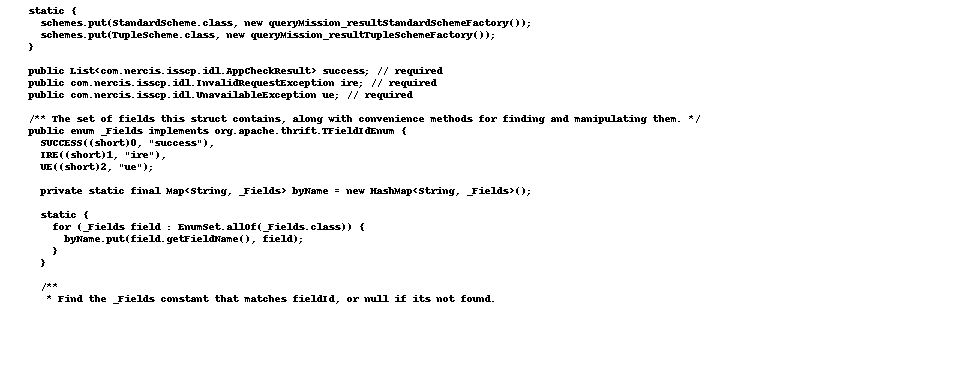 static {
schemes.put(StandardScheme.class, new queryMission_resultStandardSchemeFactory());
schemes.put(TupleScheme.class, new queryMission_resultTupleSchemeFactory());
}
public List<com.nercis.isscp.idl.AppCheckResult> success; // required
public com.nercis.isscp.idl.InvalidRequestException ire; // required
public com.nercis.isscp.idl.UnavailableException ue; // required
/** The set of fields this struct contains, along with convenience methods for finding and manipulating them. */
public enum _Fields implements org.apache.thrift.TFieldIdEnum {
SUCCESS((short)0, "success"),
IRE((short)1, "ire"),
UE((short)2, "ue");
private static final Map<String, _Fields> byName = new HashMap<String, _Fields>();
static {
for (_Fields field : EnumSet.allOf(_Fields.class)) {
byName.put(field.getFieldName(), field);
}
}
/**
* Find the _Fields constant that matches fieldId, or null if its not found.